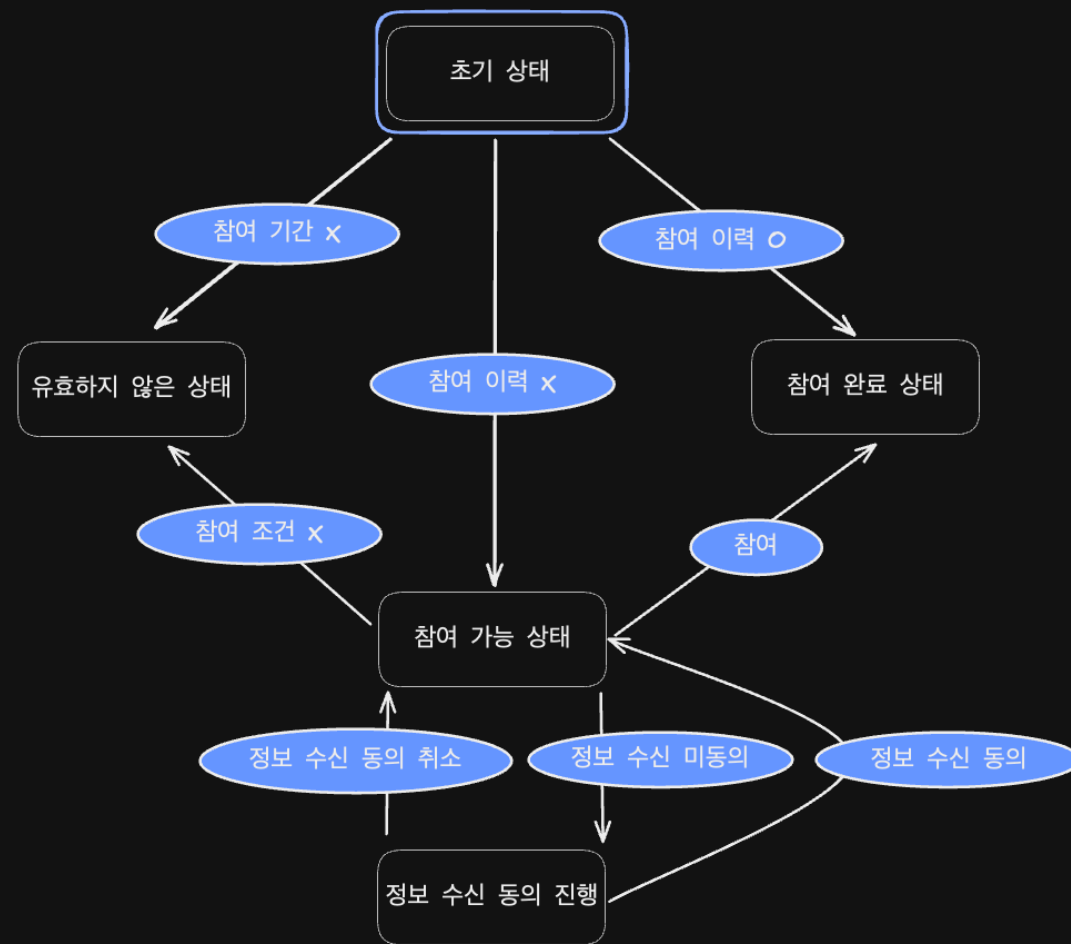 초기 상태
참여 기간 x
참여 이력 o
유효하지 않은 상태
참여 이력 x
참여 완료 상태
참여 조건 x
참여
참여 가능 상태
정보 수신 동의 취소
정보 수신 미동의
정보 수신 동의
정보 수신 동의 진행